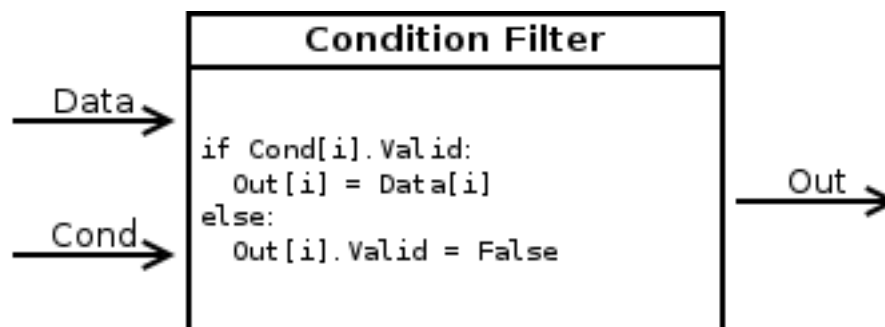 Condition Filter
Data
Cond
if Cond[i].Valid:
  Out[i] = Data[i]
else:
  Out[i].Valid = False
Out